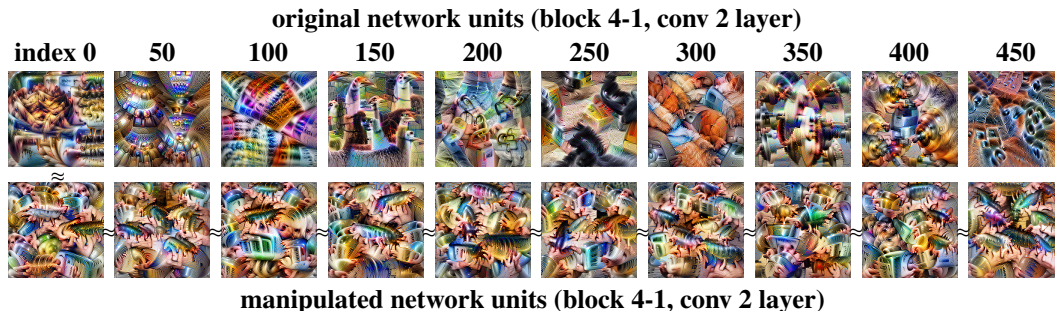 original network units (block 4-1, conv 2 layer)
index 0 50 100 150 200 250 300 350 400 450
≈
≈ ≈ ≈ ≈ ≈ ≈ ≈ ≈ ≈
manipulated network units (block 4-1, conv 2 layer)